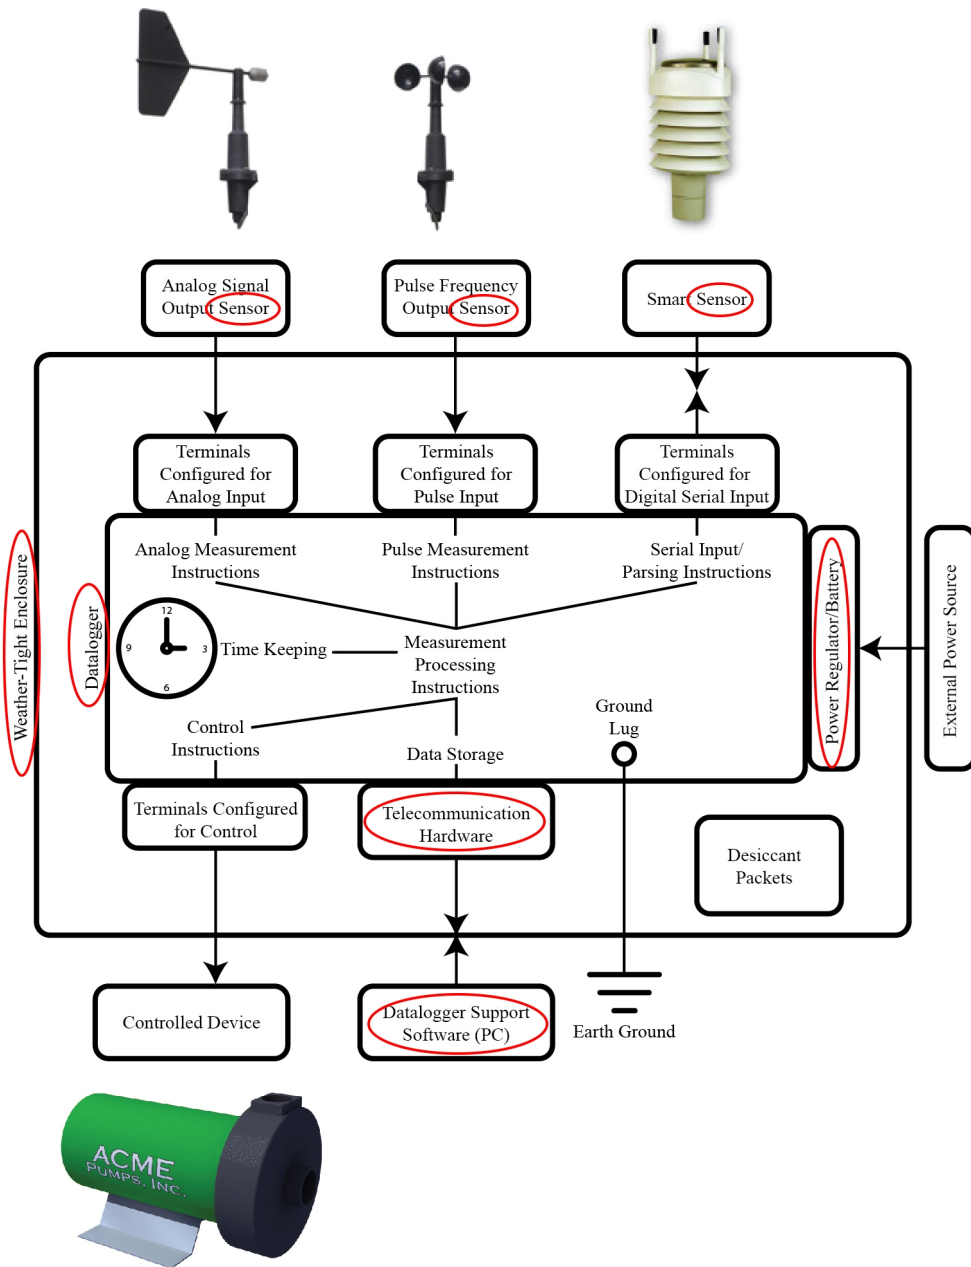 Analog Signal
Output Sensor
Pulse Frequency
Output Sensor
Smart Sensor
Terminals
Configured for
Analog Input
Terminals
Configured for
Pulse Input
Terminals
Configured for
Digital Serial Input
Weather-Tight Enclosure
Datalogger
Analog Measurement
Instructions
Pulse Measurement
Instructions
Serial Input/
Parsing Instructions
Power Regulator/Battery
External Power Source
12
9
3
6
Time Keeping
Measurement
Processing
Instructions
Control
Instructions
Data Storage
Ground
Lug
Terminals Configured
for Control
Telecommunication
Hardware
Desiccant
Packets
Controlled Device
Datalogger Support
Software (PC)
Earth Ground
ACME
PUMPS, INC.